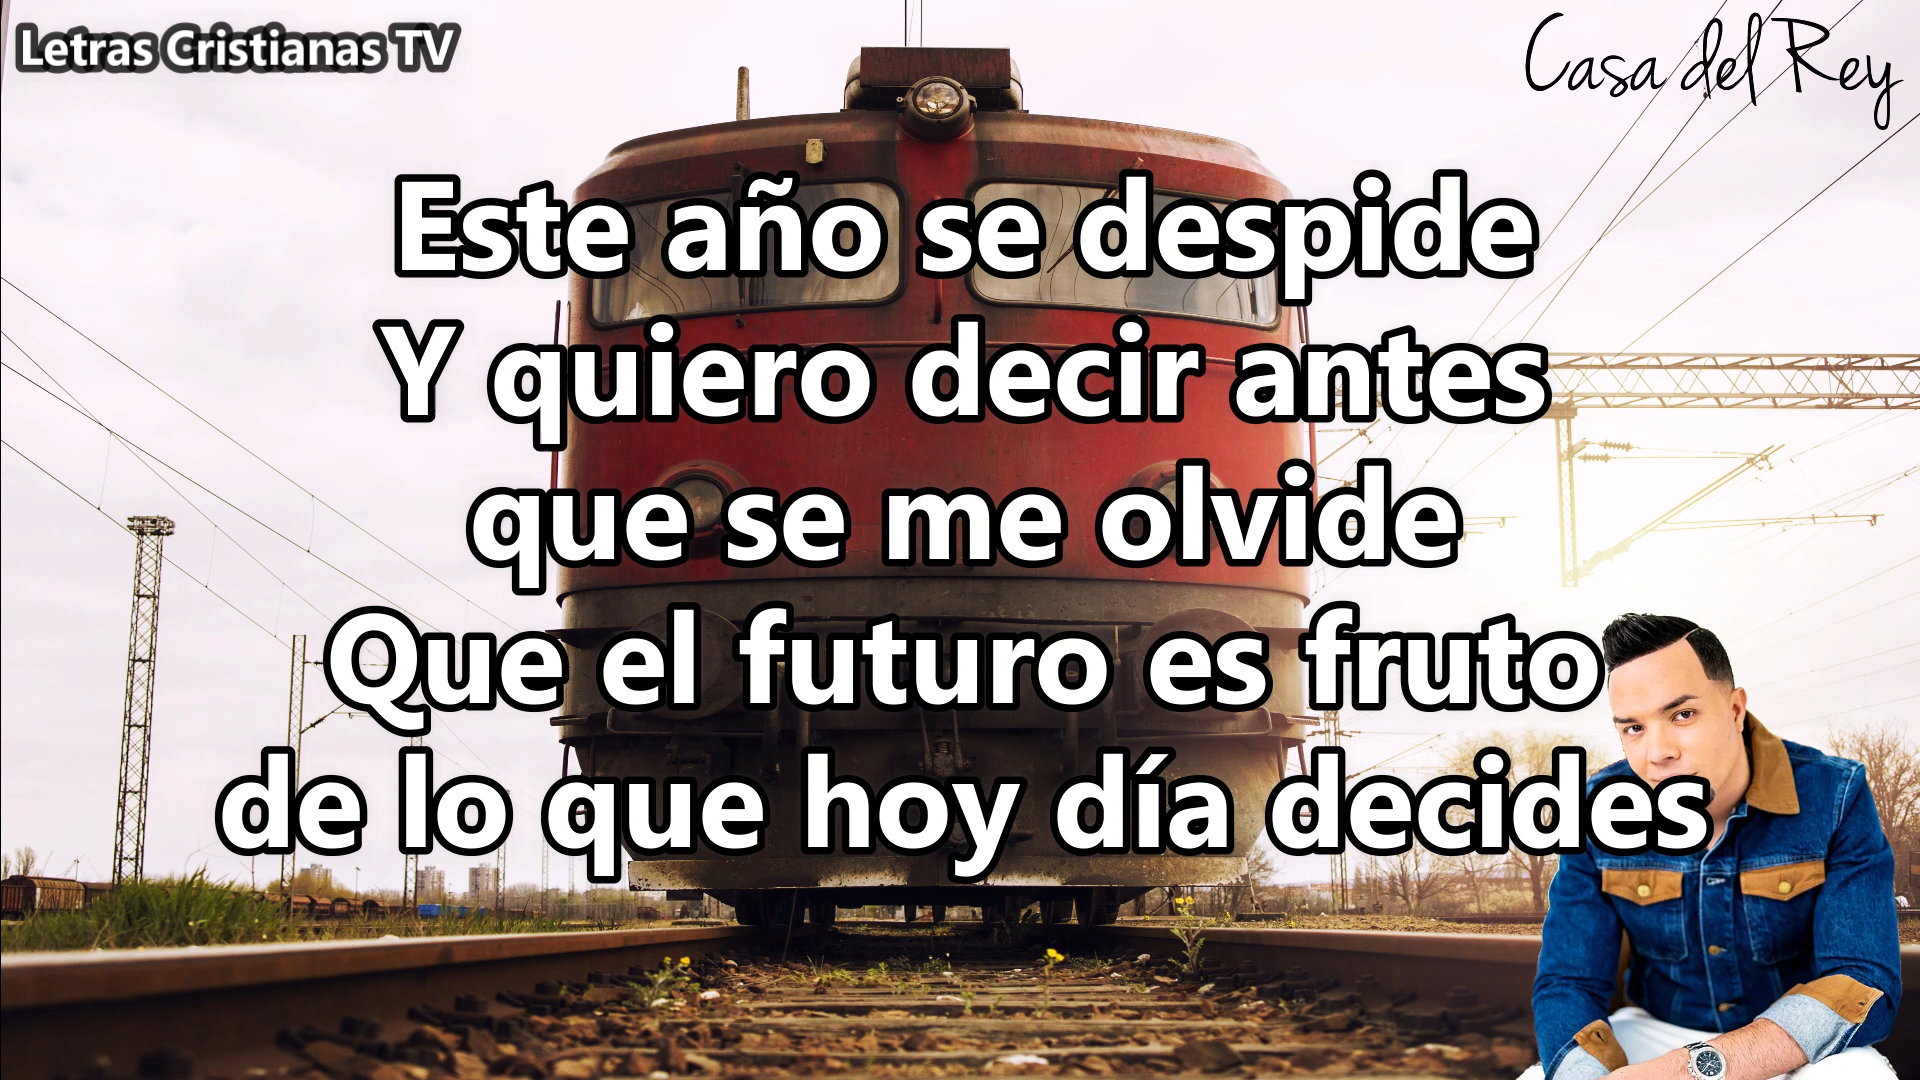 Letras Cristianas TV
Casa del Rey
Este año se despide
Y quiero decir antes
que se me olvide
Que el futuro es fruto
de lo que hoy día decides